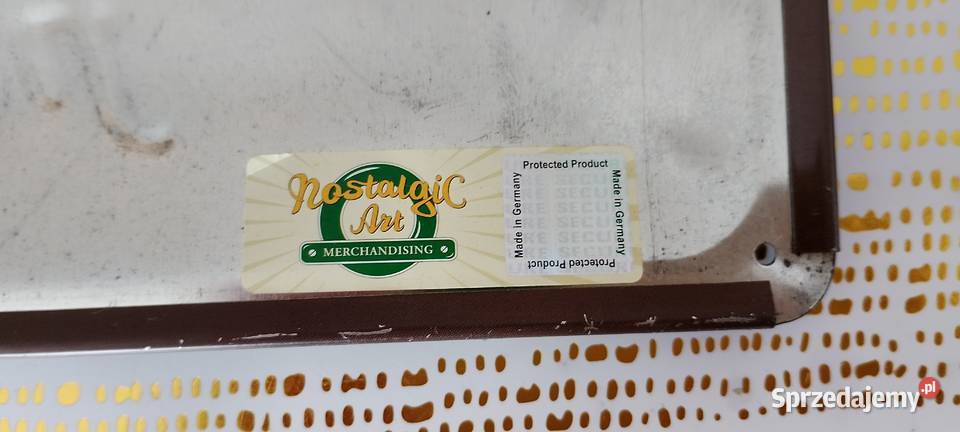 Nostalgic
Art
MERCHANDISING
Protected Product
Made in Germany
Made in Germany
Protected Product
Sprzedajemy.pl